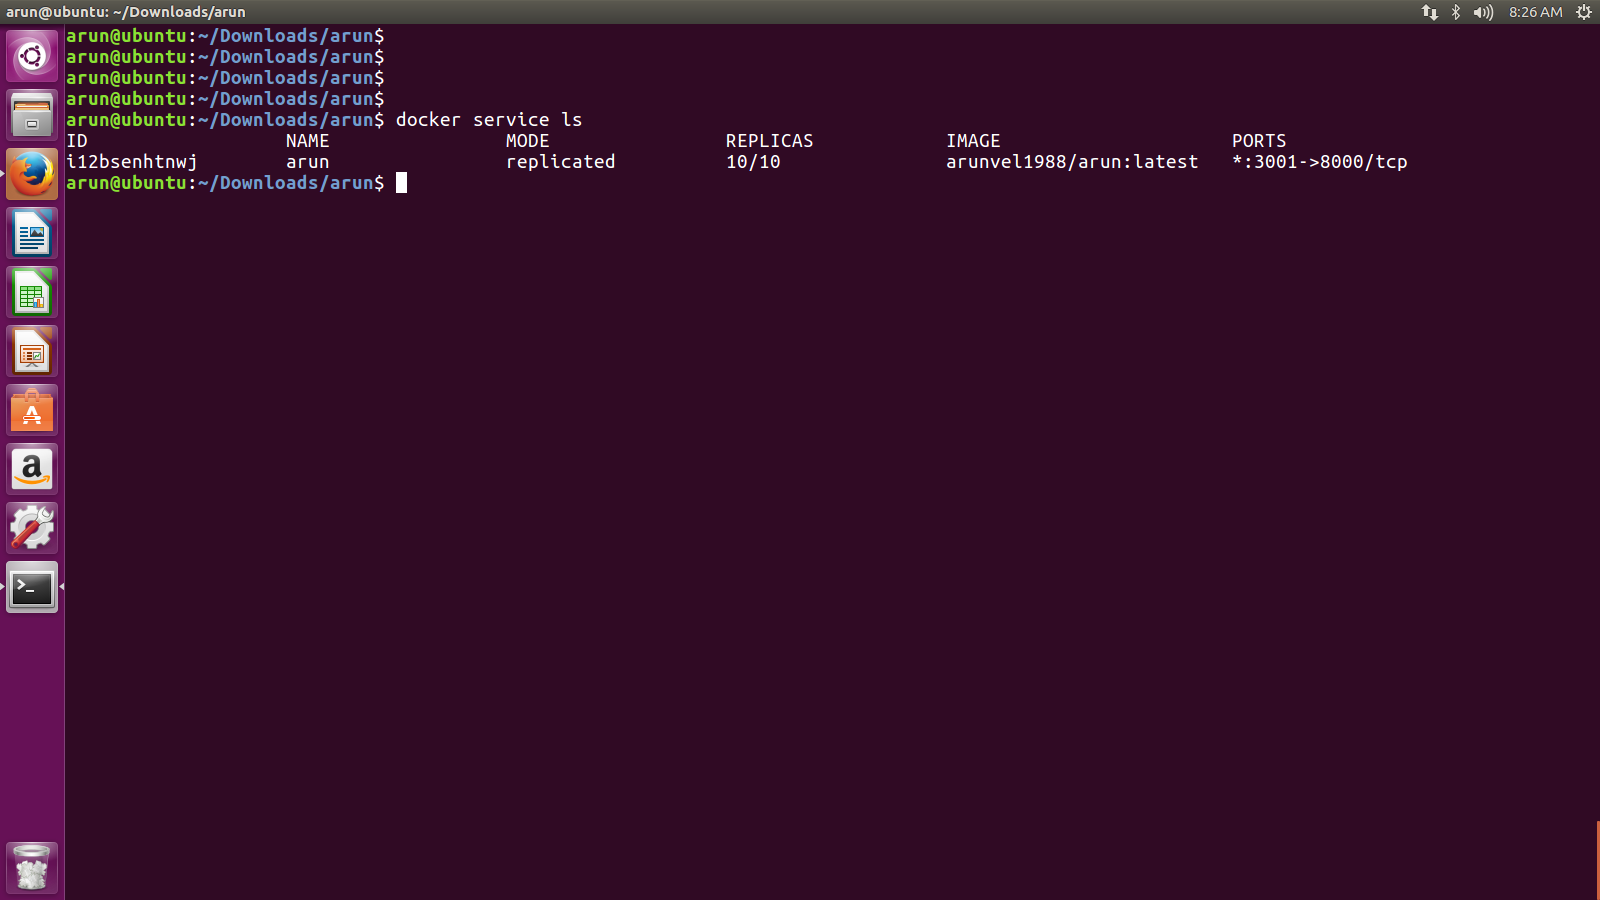 arun@ubuntu: ~/Downloads/arun
8:26 AM
arun@ubuntu:~/Downloads/arun$
arun@ubuntu:~/Downloads/arun$
arun@ubuntu:~/Downloads/arun$
arun@ubuntu:~/Downloads/arun$
arun@ubuntu:~/Downloads/arun$ docker service ls
ID NAME MODE REPLICAS IMAGE PORTS
i12bsenhtnwj arun replicated 10/10 arunvel1988/arun:latest *:3001->8000/tcp
arun@ubuntu:~/Downloads/arun$